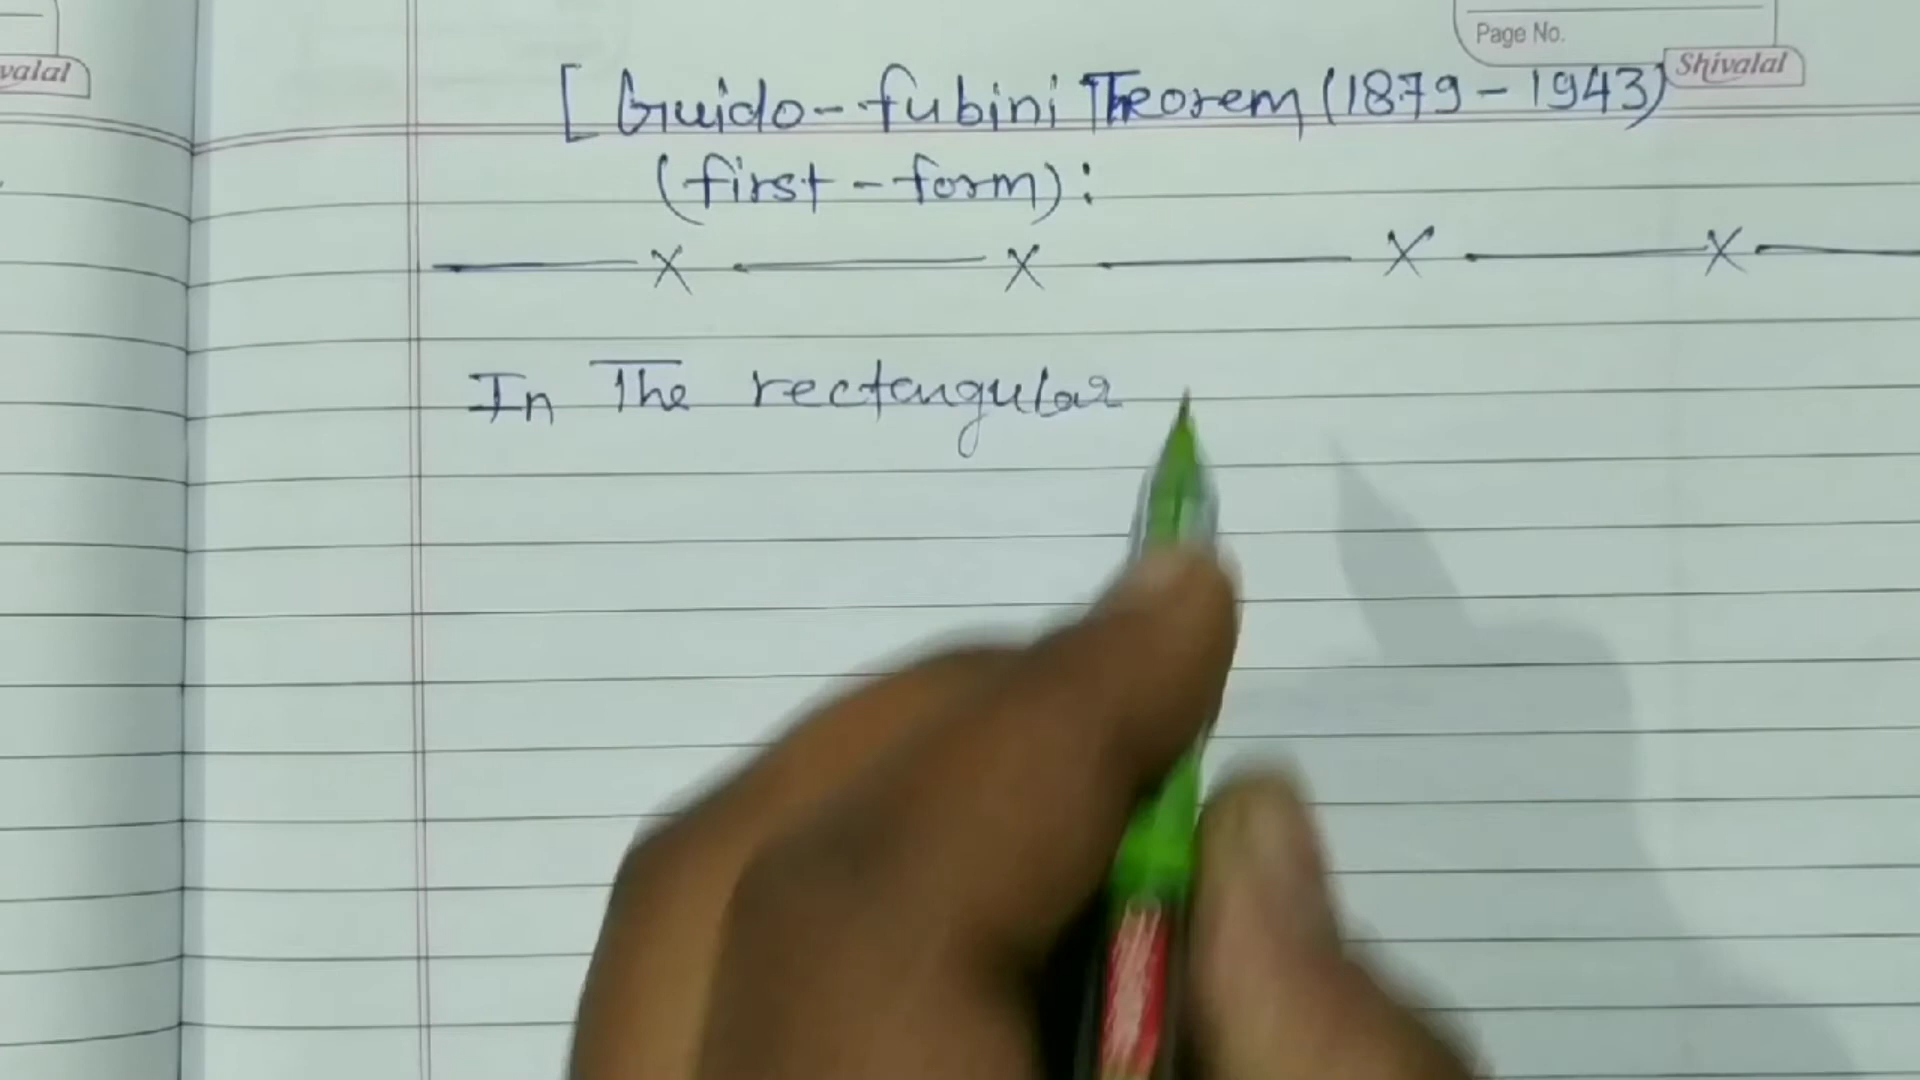 Page No.
valal
Shivalal
[ Guido-fubini Theorem (1879-1943)
(first-form):
In The rectangular